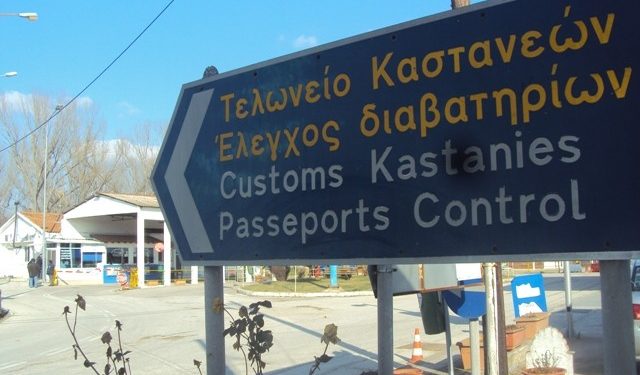 Τελωνείο Καστανεών
Έλεγχος διαβατηρίων
Customs Kastanies
Passeports Control